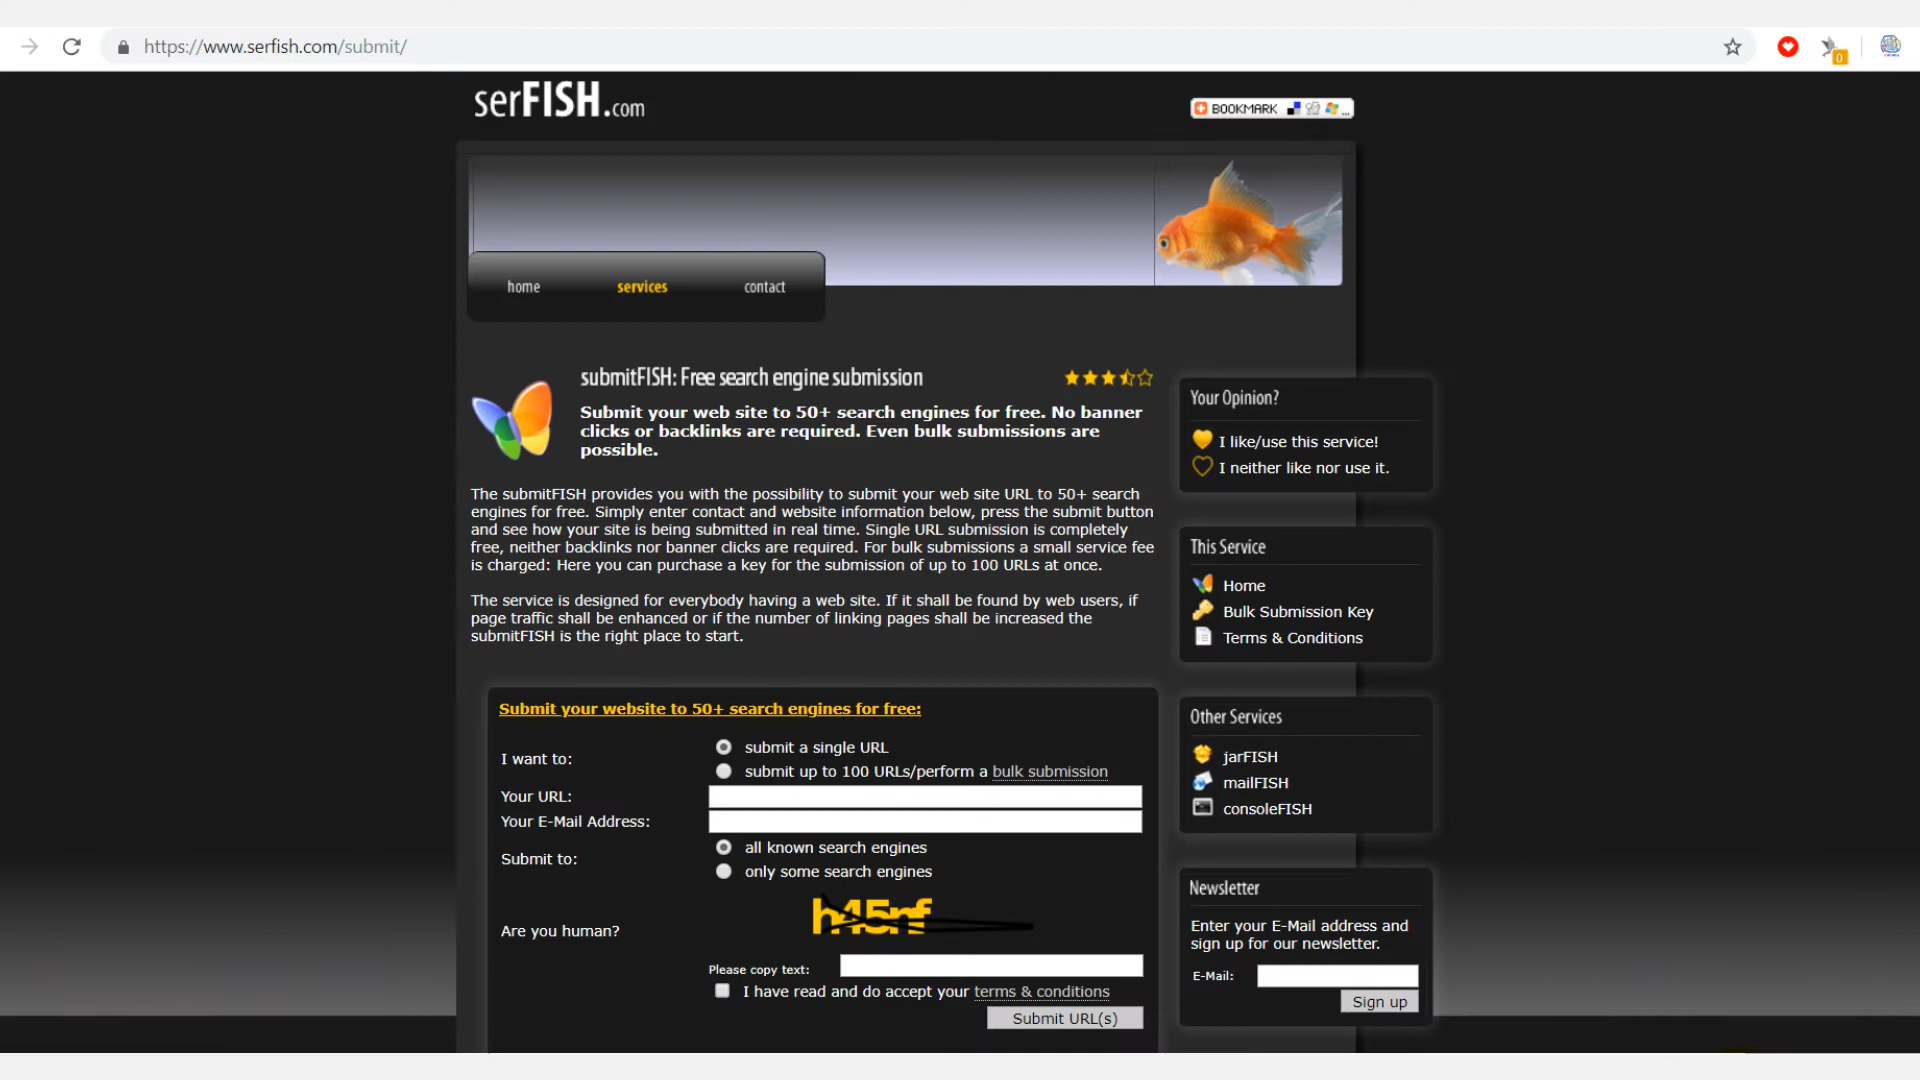 https://www.serfish.com/submit/
0
serFISH.com
BOOKMARK ...
home services contact
submitFISH: Free search engine submission
Submit your web site to 50+ search engines for free. No banner
clicks or backlinks are required. Even bulk submissions are
possible.
The submitFISH provides you with the possibility to submit your web site URL to 50+ search
engines for free. Simply enter contact and website information below, press the submit button
and see how your site is being submitted in real time. Single URL submission is completely
free, neither backlinks nor banner clicks are required. For bulk submissions a small service fee
is charged: Here you can purchase a key for the submission of up to 100 URLs at once.
The service is designed for everybody having a web site. If it shall be found by web users, if
page traffic shall be enhanced or if the number of linking pages shall be increased the
submitFISH is the right place to start.
Submit your website to 50+ search engines for free:
I want to:
submit a single URL
submit up to 100 URLs/perform a bulk submission
Your URL:
Your E-Mail Address:
Submit to:
all known search engines
only some search engines
Are you human?
h45nf
Please copy text:
I have read and do accept your terms & conditions
Submit URL(s)
Your Opinion?
I like/use this service!
I neither like nor use it.
This Service
Home
Bulk Submission Key
Terms & Conditions
Other Services
jarFISH
mailFISH
consoleFISH
Newsletter
Enter your E-Mail address and
sign up for our newsletter.
E-Mail:
Sign up